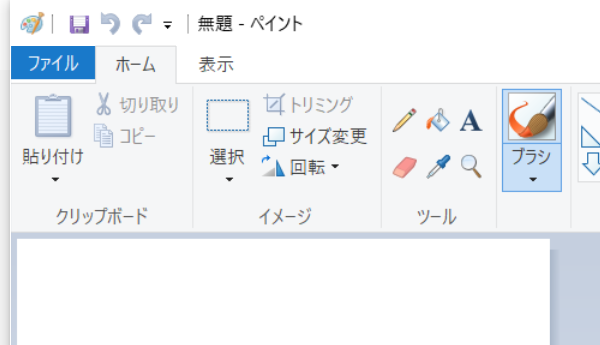 無題 - ペイント
ファイル ホーム 表示
貼り付け
切り取り
コピー
クリップボード
選択
トリミング
サイズ変更
回転
イメージ
A
ツール
ブラシ